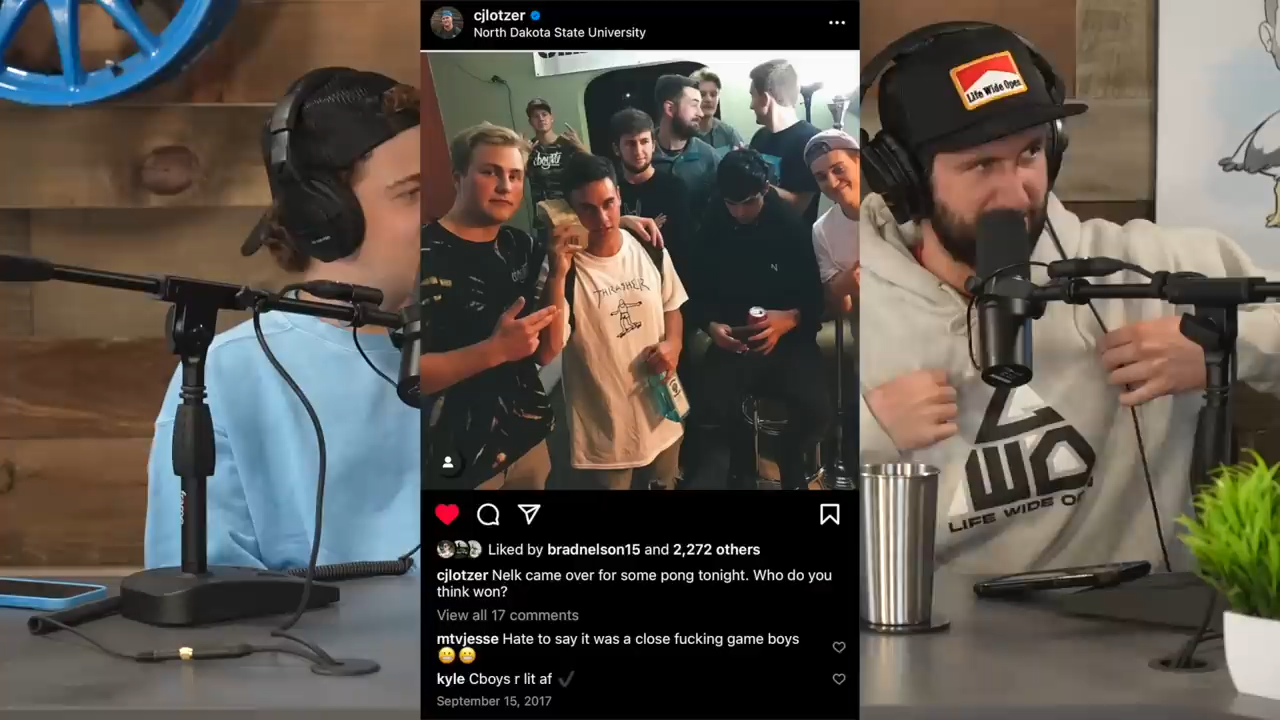 cjlotzer
North Dakota State University
THRASHER
Liked by bradnelson15 and 2,272 others
cjlotzer Nelk came over for some pong tonight. Who do you
think won?
View all 17 comments
mtvjesse Hate to say it was a close fucking game boys
😬😬
kyle Cboys r lit af ✔️
September 15, 2017
Life Wide Open
LIFE WIDE OP